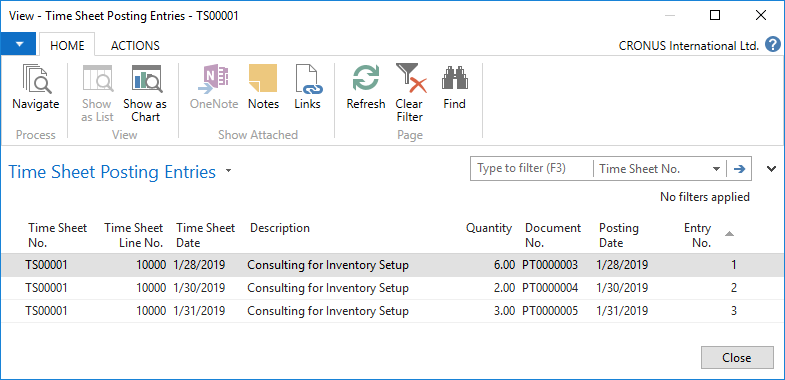 View - Time Sheet Posting Entries - TS00001
HOME ACTIONS CRONUS International Ltd. ?
Navigate Show as List Show as Chart OneNote Notes Links Refresh Clear Filter Find
Process View Show Attached Page
Time Sheet Posting Entries Type to filter (F3) Time Sheet No.
No filters applied
Time Sheet No. Time Sheet Line No. Time Sheet Date Description Quantity Document No. Posting Date Entry No.
TS00001 10000 1/28/2019 Consulting for Inventory Setup 6.00 PT0000003 1/28/2019 1
TS00001 10000 1/30/2019 Consulting for Inventory Setup 2.00 PT0000004 1/30/2019 2
TS00001 10000 1/31/2019 Consulting for Inventory Setup 3.00 PT0000005 1/31/2019 3
Close